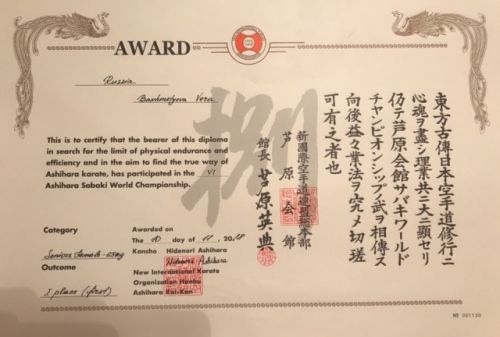 AWARD
Russia
Vera
This is to certify that the bearer of this diploma
in search for the limit of physical endurance and
efficiency and in the aim to find the true way of
Ashihara karate, has participated in the VI
Ashihara Sabaki World Championship.
Category
Outcome
I place (first)
Awarded on
The 10 day of 11, 2018
Kancho Hidenori Ashihara
Hidenori Ashihara
New International Karate
Organization Honbu
Ashihara Kai-Kan
捌
東方古傳日本空手道修行ニ
心魂ヲ盡シ理業共ニ大ニ顕セリ
仍テ芦原会館サバキワールド
チャンピオンシップノ武ヲ相傳ス
向後益々業法ヲ究メ切瑳
可有之者也
新國際空手道連盟総本部
芦原会館
館長 芦原英典